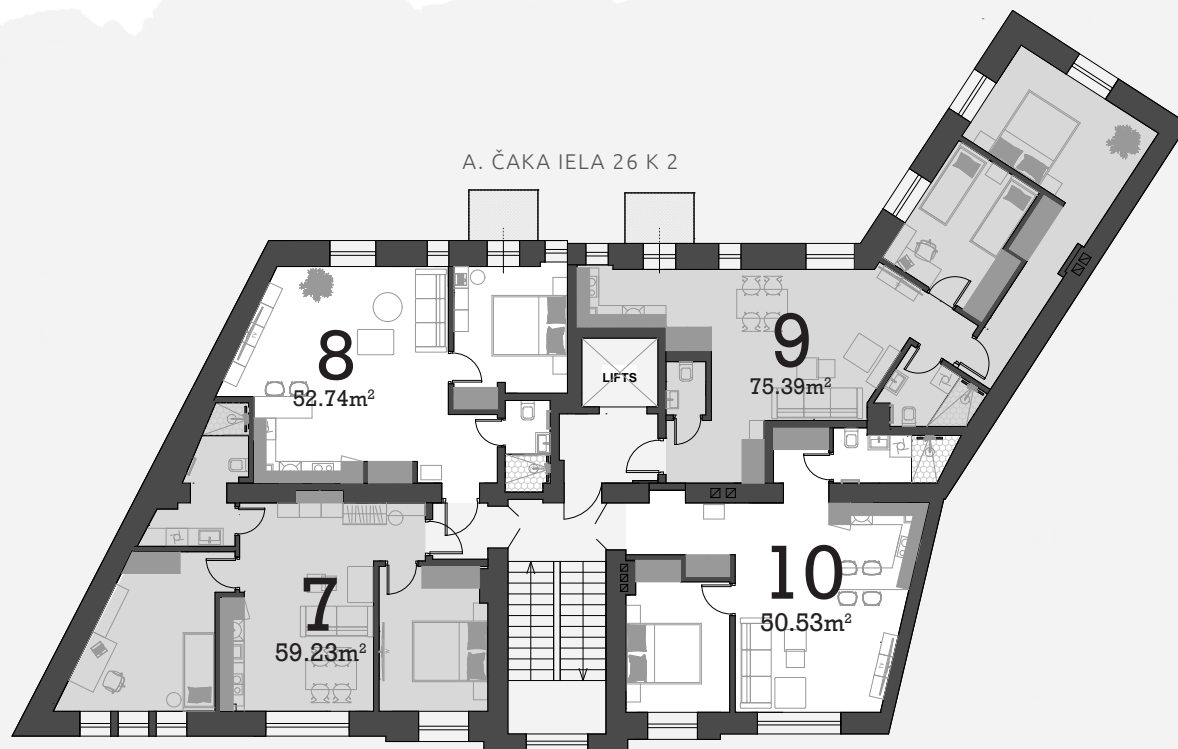 A. ČAKA IELA 26 K 2
8
52.74m²
LIFTS
9
75.39m²
7
59.23m²
10
50.53m²